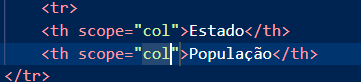 <tr>
<th scope="col">Estado</th>
<th scope="col">População</th>
</tr>